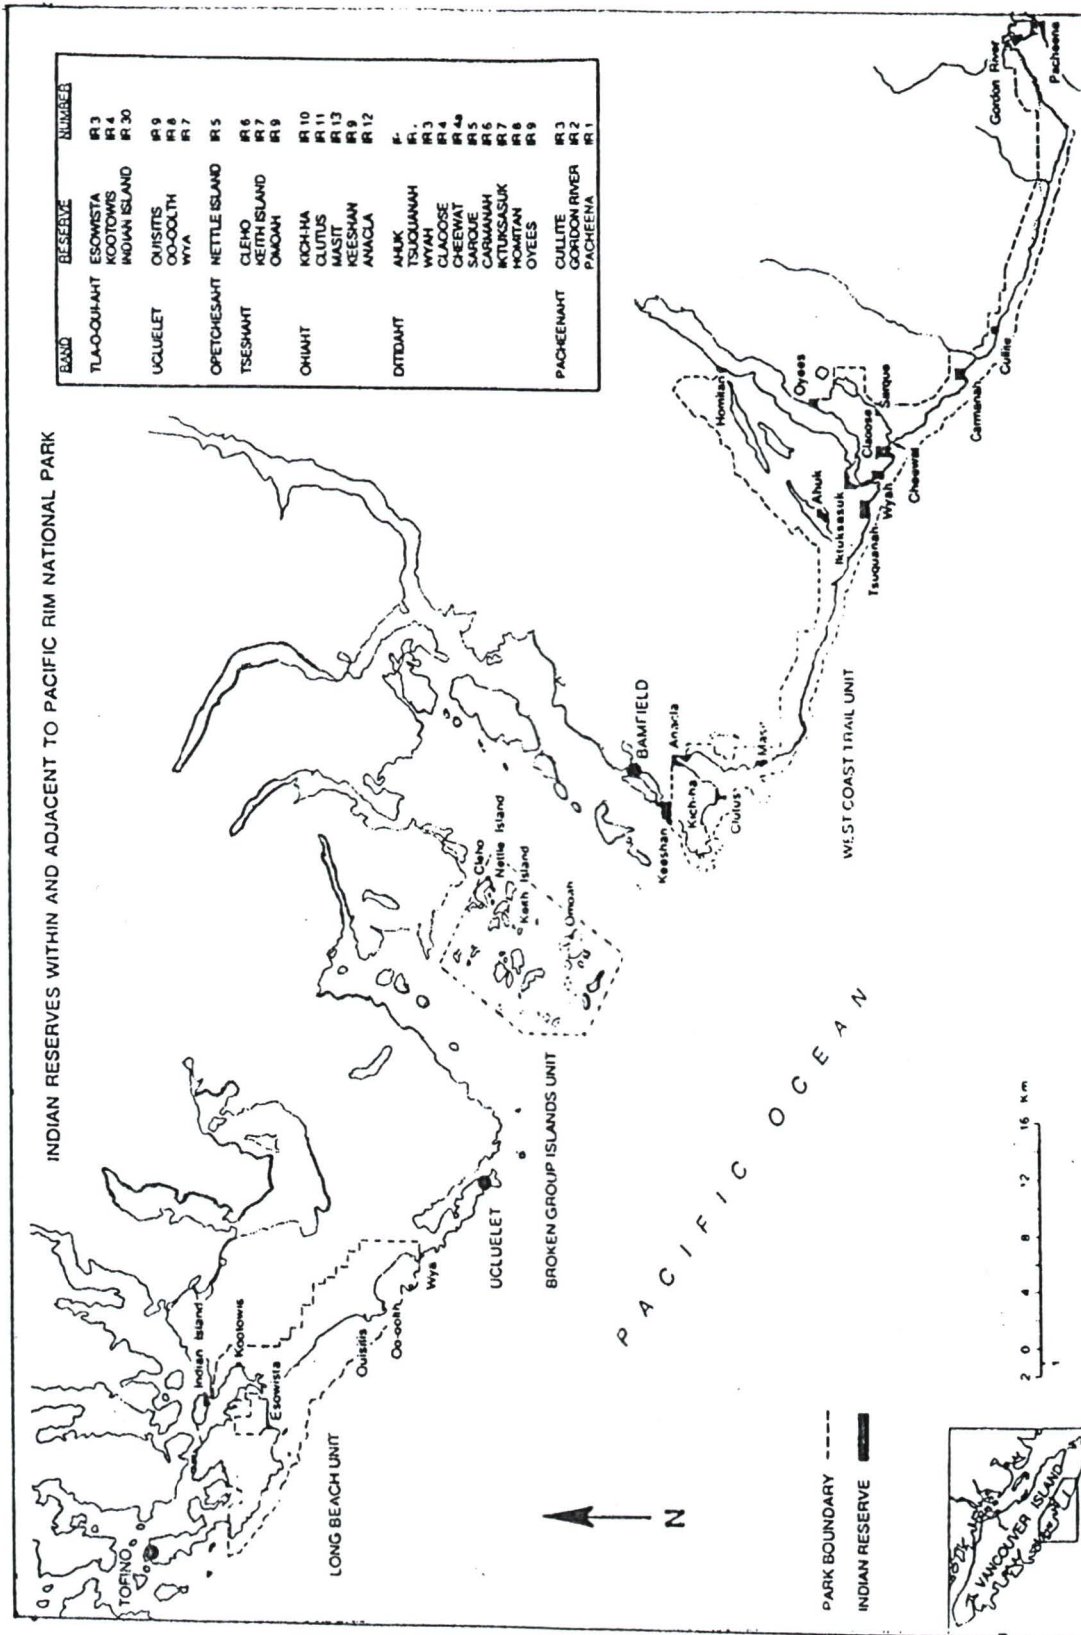 INDIAN RESERVES WITHIN AND ADJACENT TO PACIFIC RIM NATIONAL PARK
BAND RESERVE NUMBER
TLA-O-QUI-AHT ESOWISTA IR 3
KOOTOWIS IR 4
INDIAN ISLAND IR 30
UCLUELET QUISITIS IR 9
OO-OOLTH IR 8
WYA IR 7
OPETCHESAHT NETTLE ISLAND IR 5
TSESHAHT CLEHO IR 6
KEITH ISLAND IR 7
OMOAH IR 9
OHIAHT KICH-HA IR 10
CLUTUS IR 11
MASIT IR 13
KEESHAN IR 9
ANACLA IR 12
DITIDAHT AHUK
TSUQUANAH IR
WYAH IR 3
CLAOOSE IR 4
CHEEWAT IR 4a
SARQUE IR 5
CARMANAH IR 6
IKTUKSASUK IR 7
HOMITAN IR 8
OYEES IR 9
PACHEENAHT CULLITE IR 3
GORDON RIVER IR 2
PACHEENA IR 1
TOFINO
Indian Island
Kootowis
Esowista
LONG BEACH UNIT
Quisitis
Oo-oolth
Wya
UCLUELET
BROKEN GROUP ISLANDS UNIT
Cleho
Nettle Island
Keith Island
Omoah
BAMFIELD
Keeshan
Anacla
Kich-ha
Clutus
Masit
WEST COAST TRAIL UNIT
Homitan
Ahuk
Oyees
Iktuksasuk
Tsuquanah
Wyah
Claoose
Sarque
Cheewat
Carmanah
Cullite
Gordon River
Pacheena
PACIFIC OCEAN
N
PARK BOUNDARY
INDIAN RESERVE
2 0 4 8 12 16 Km
1
VANCOUVER ISLAND